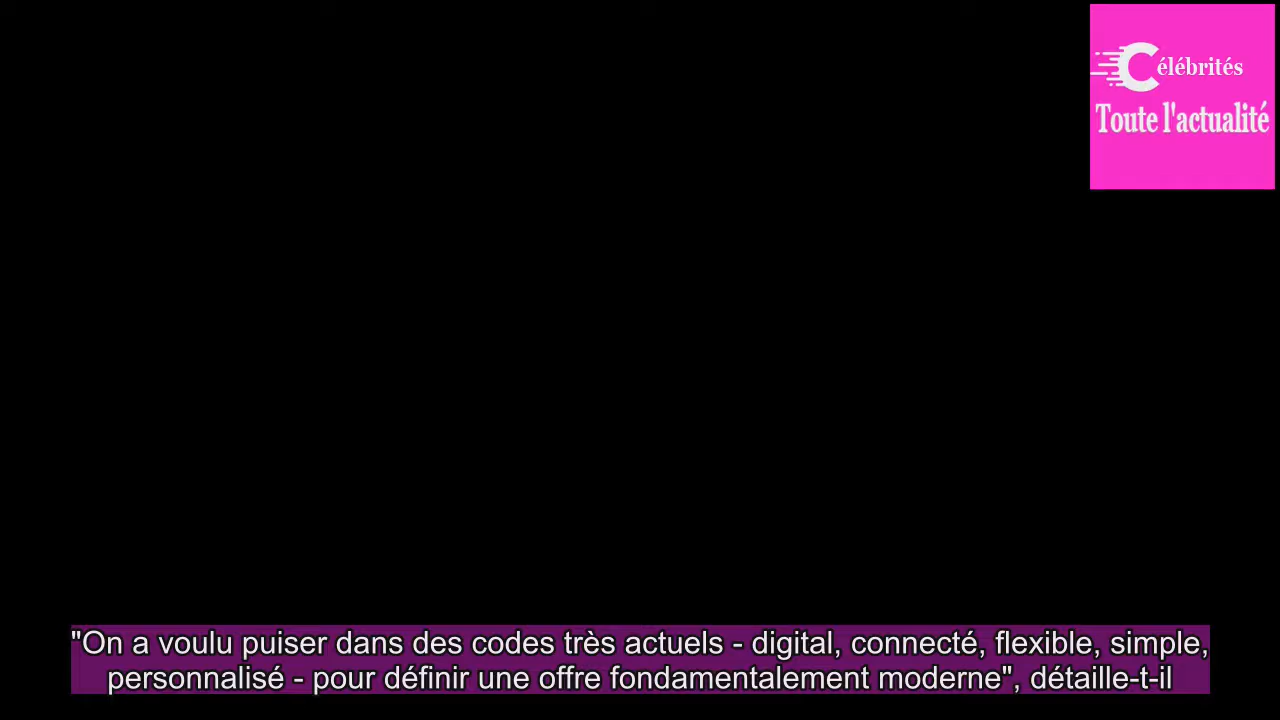 Célébrités
Toute l'actualité
"On a voulu puiser dans des codes très actuels - digital, connecté, flexible, simple,
personnalisé - pour définir une offre fondamentalement moderne", détaille-t-il